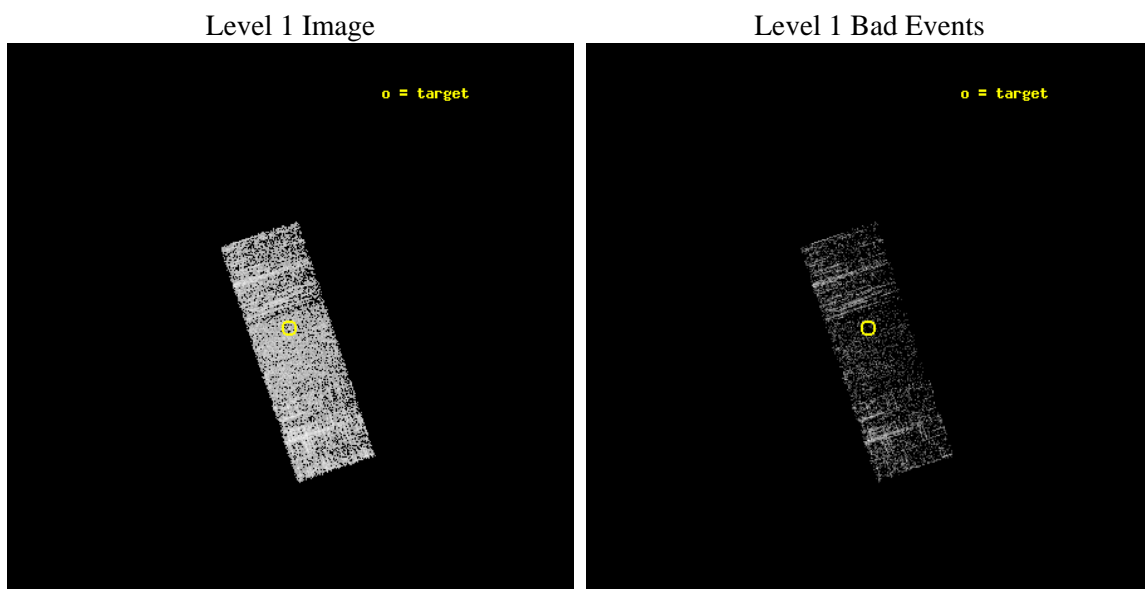 Level 1 Image
Level 1 Bad Events
o = target
o = target